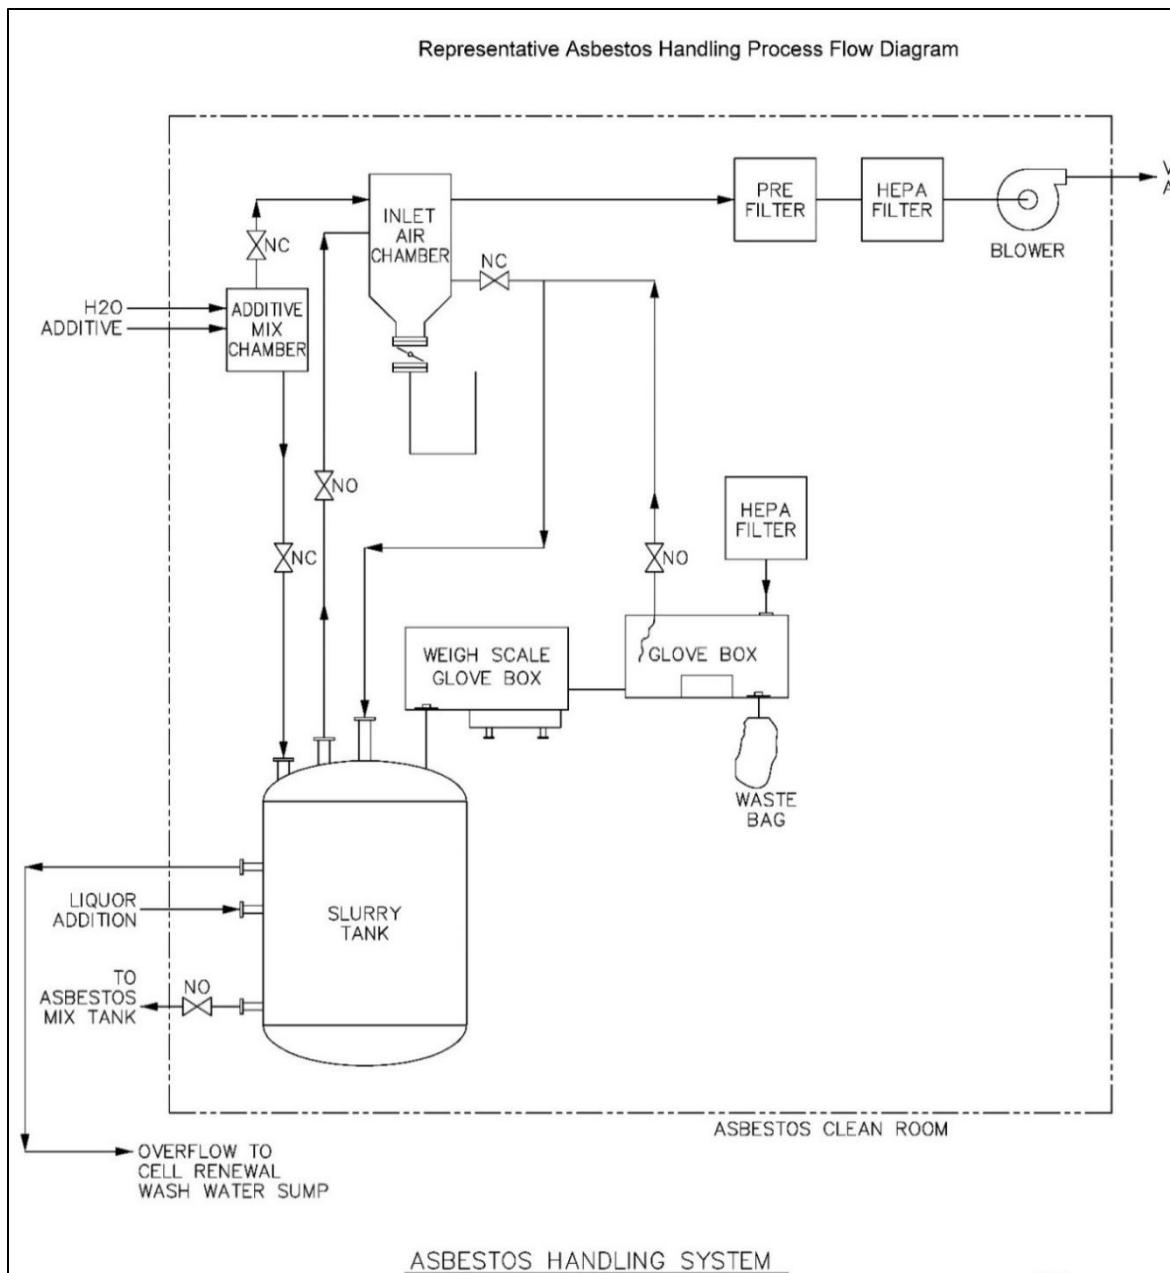 Representative Asbestos Handling Process Flow Diagram
PRE
FILTER
HEPA
FILTER
BLOWER
INLET
AIR
CHAMBER
NC
NC
H2O
ADDITIVE
ADDITIVE
MIX
CHAMBER
NO
NC
NO
HEPA
FILTER
WEIGH SCALE
GLOVE BOX
GLOVE BOX
WASTE
BAG
LIQUOR
ADDITION
SLURRY
TANK
TO
ASBESTOS
MIX TANK
NO
ASBESTOS CLEAN ROOM
OVERFLOW TO
CELL RENEWAL
WASH WATER SUMP
ASBESTOS HANDLING SYSTEM